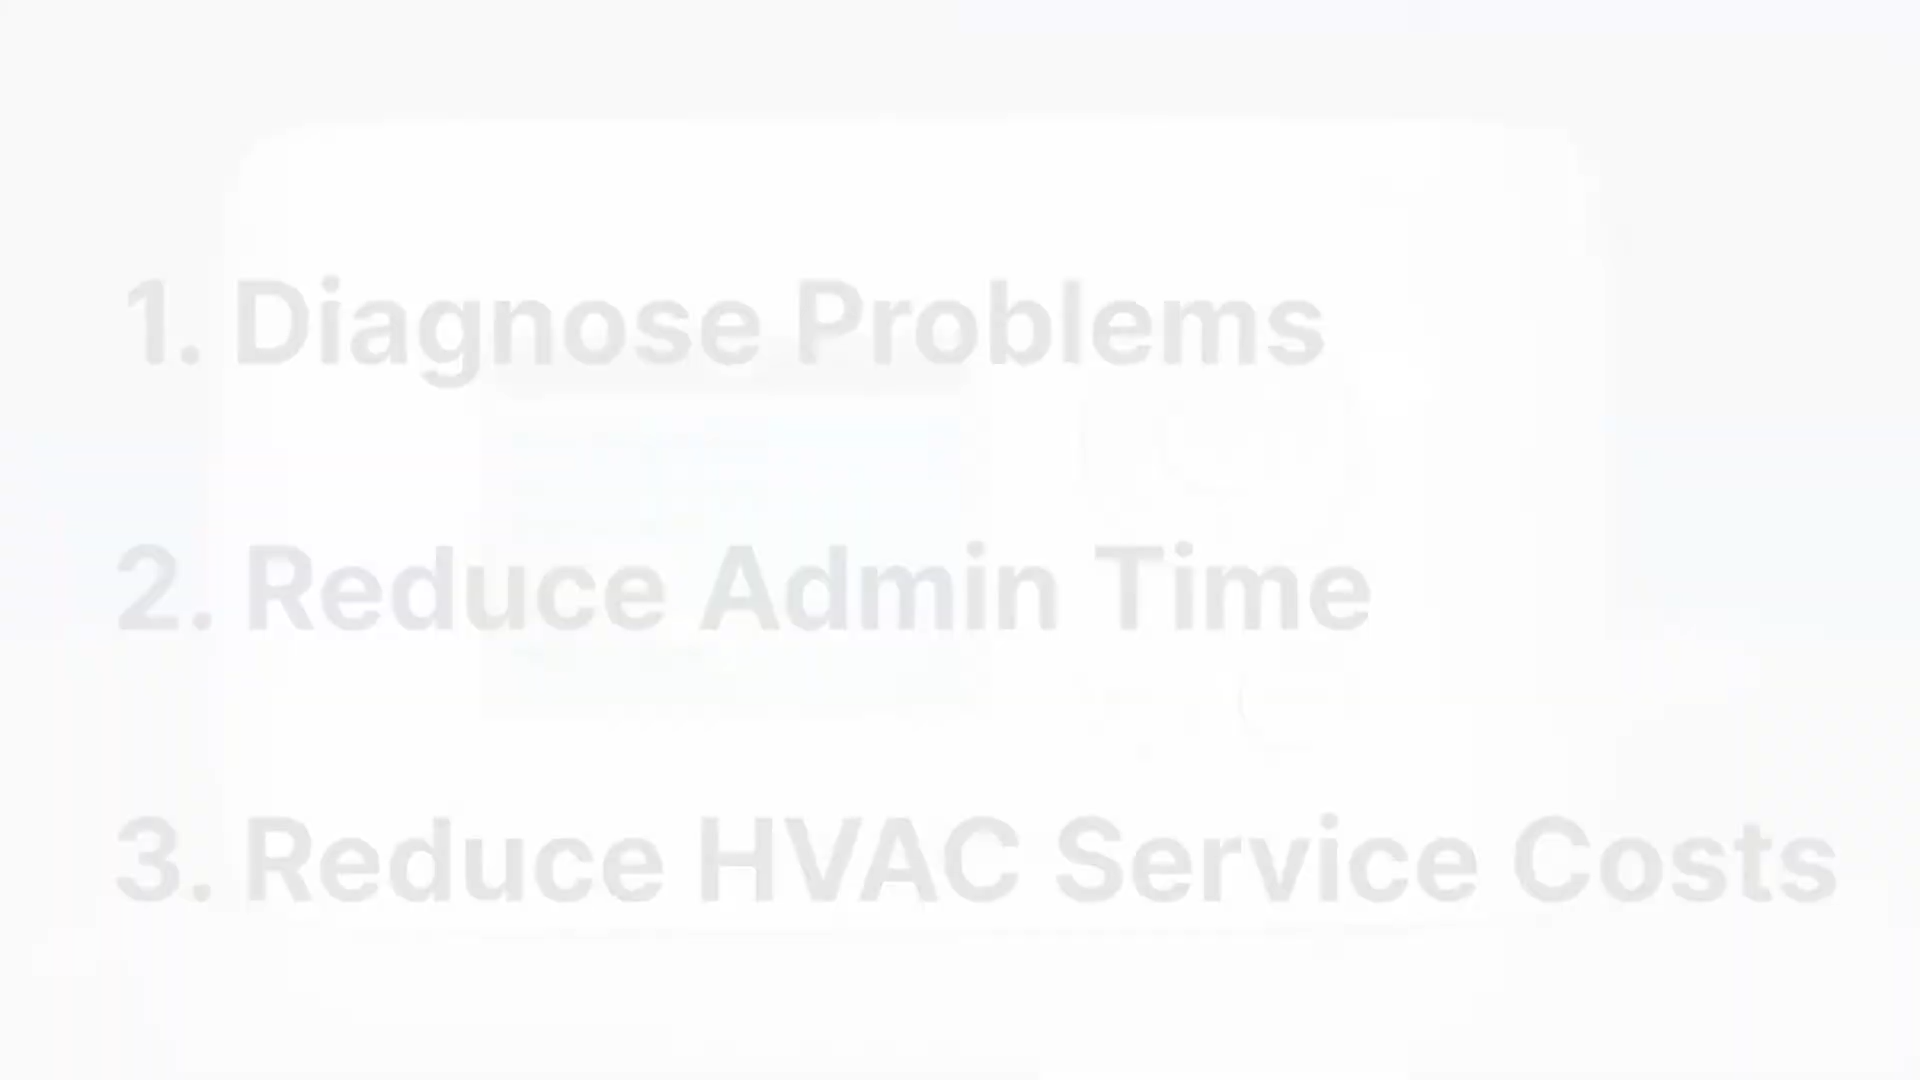 1. Diagnose Problems
2. Reduce Admin Time
3. Reduce HVAC Service Costs